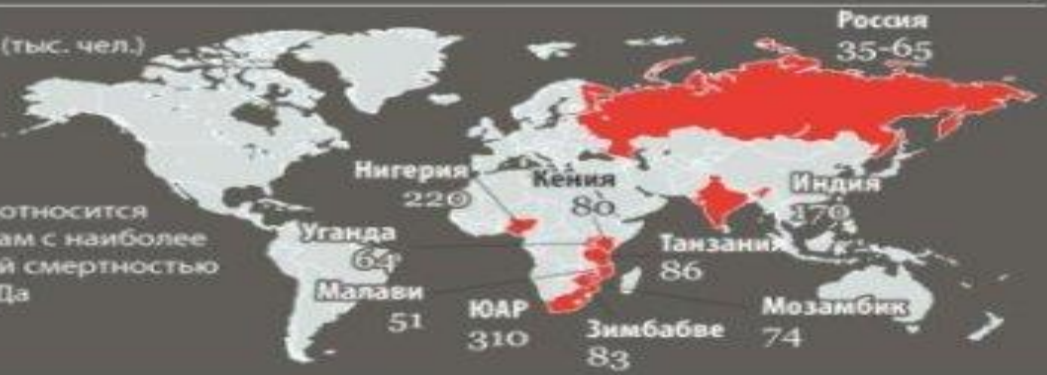 Россия
35-65
(тыс. чел.)
Нигерия
220
Кения
80
Индия
170
относится
ам с наиболее
й смертностью
Да
Уганда
64
Танзания
86
Малави
51
ЮАР
310
Зимбабве
83
Мозамбик
74